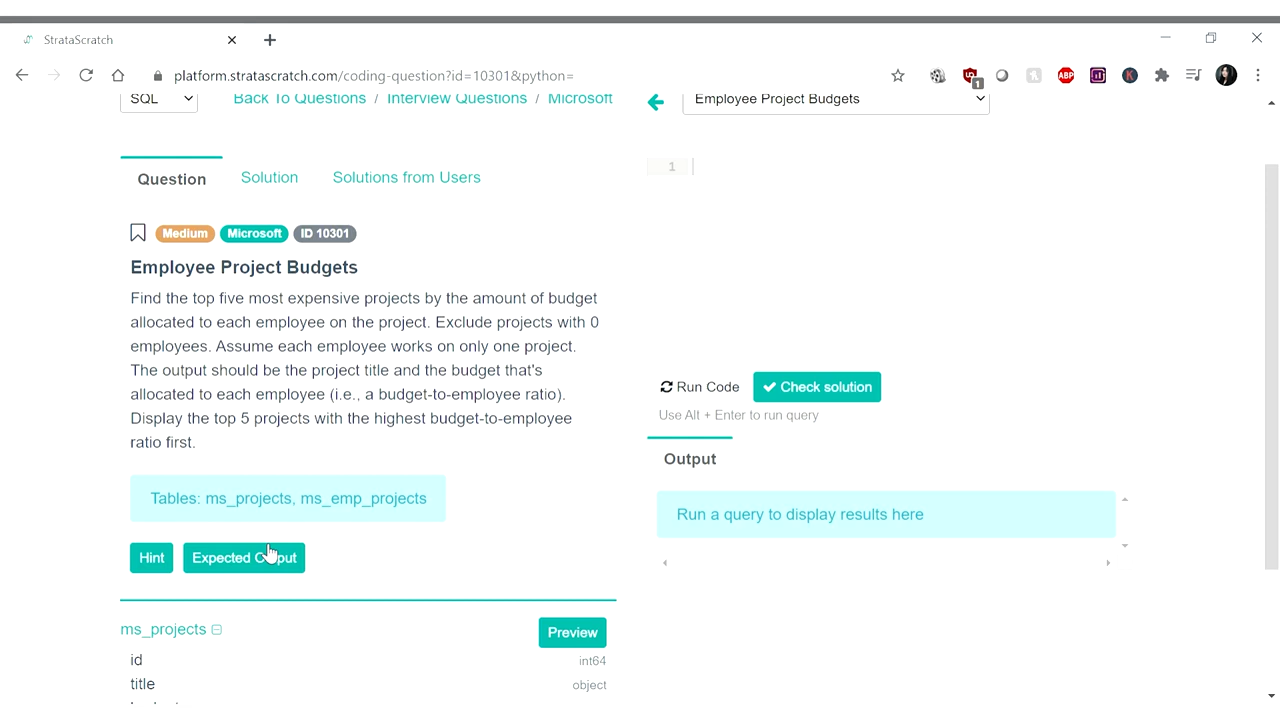 StrataScratch
platform.stratascratch.com/coding-question?id=10301&python=
1
ABP
K
SQL
Back To Questions / Interview Questions / Microsoft
Employee Project Budgets
Question
Solution
Solutions from Users
1
Medium
Microsoft
ID 10301
Employee Project Budgets
Find the top five most expensive projects by the amount of budget
allocated to each employee on the project. Exclude projects with 0
employees. Assume each employee works on only one project.
The output should be the project title and the budget that's
allocated to each employee (i.e., a budget-to-employee ratio).
Display the top 5 projects with the highest budget-to-employee
ratio first.
Tables: ms_projects, ms_emp_projects
Hint
Expected Output
ms_projects
Preview
id
int64
title
object
Run Code
Check solution
Use Alt + Enter to run query
Output
Run a query to display results here